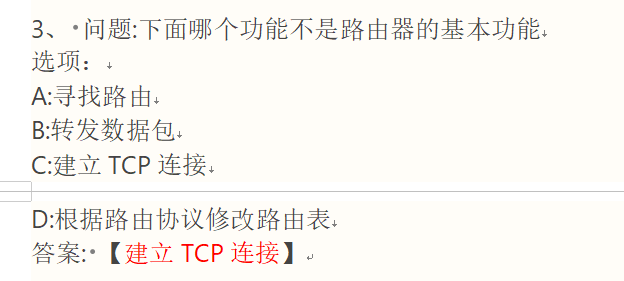 3、 问题:下面哪个功能不是路由器的基本功能
选项：
A:寻找路由
B:转发数据包
C:建立 TCP 连接
D:根据路由协议修改路由表
答案: 【建立 TCP 连接】